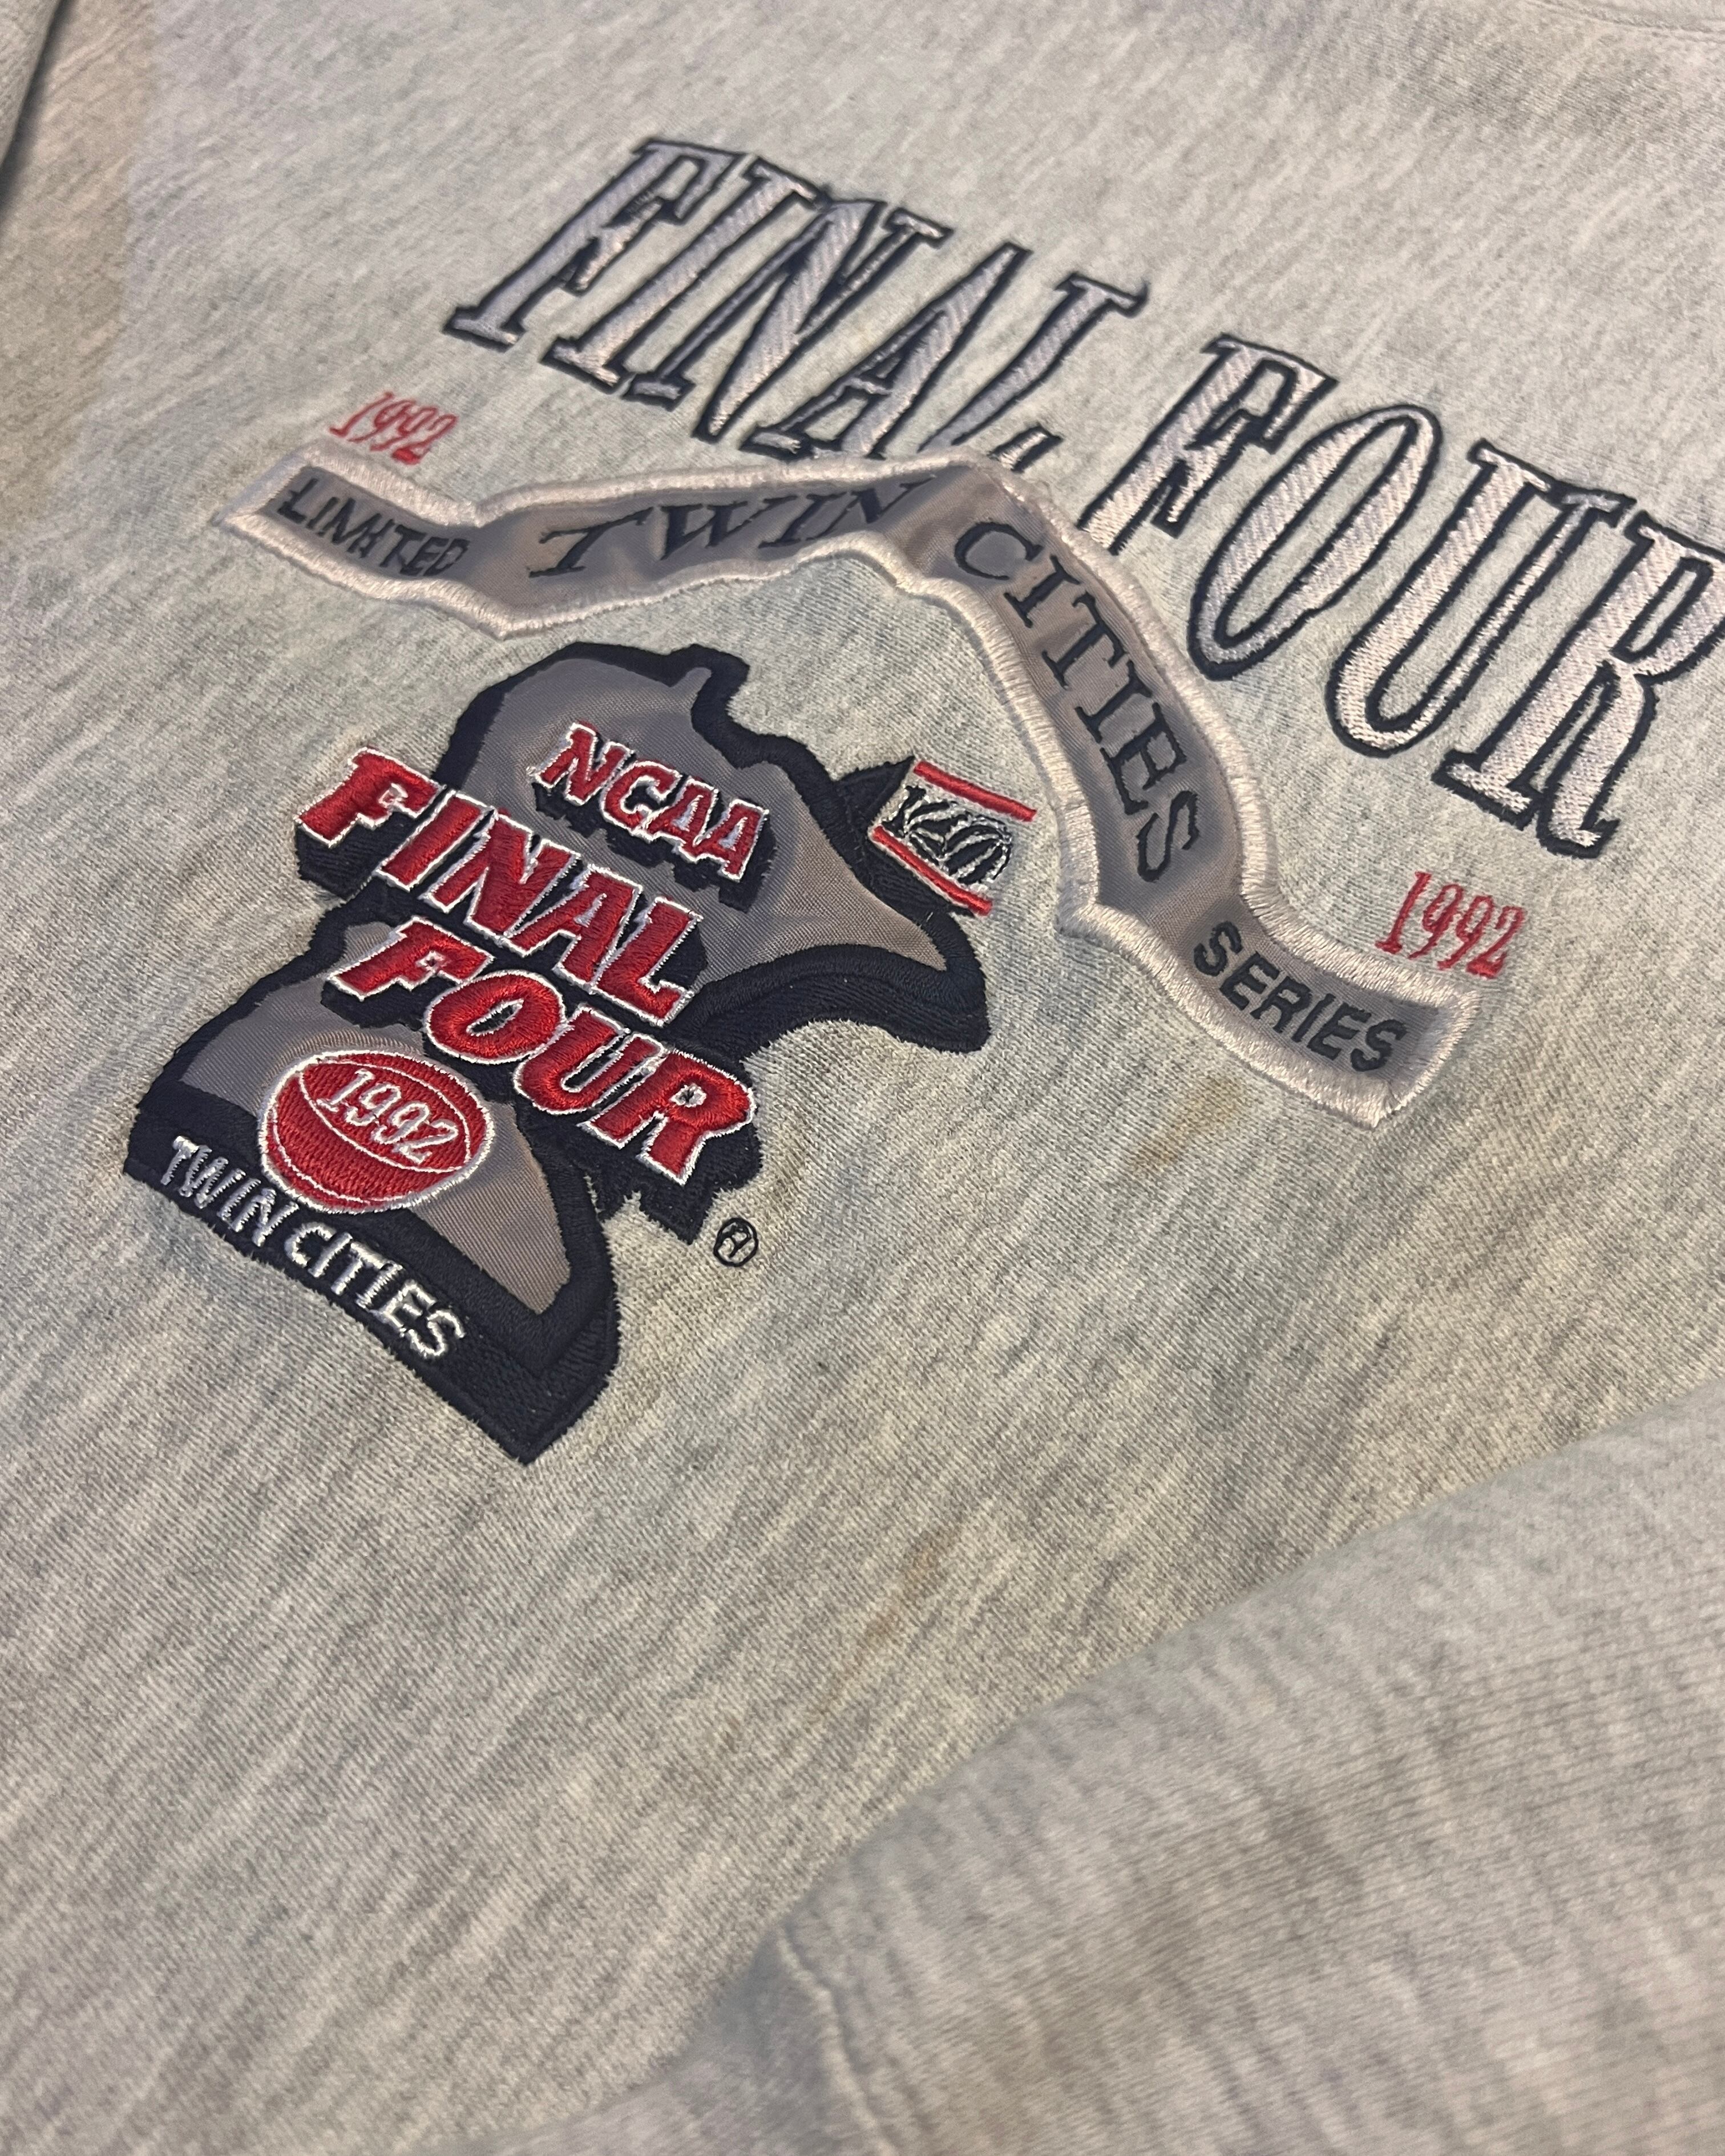 FINAL FOUR
1992
1992
LIMITED TWIN CITIES SERIES
NCAA
FINAL
FOUR
1992
TWIN CITIES
®